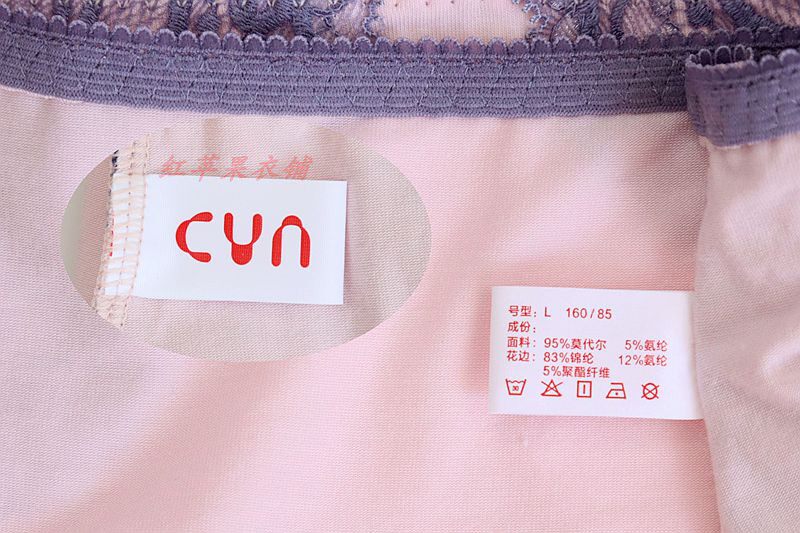 红苹果衣铺
CYN
号型: L 160/85
成份:
面料: 95%莫代尔 5%氨纶
花边: 83%锦纶 12%氨纶
5%聚酯纤维
30